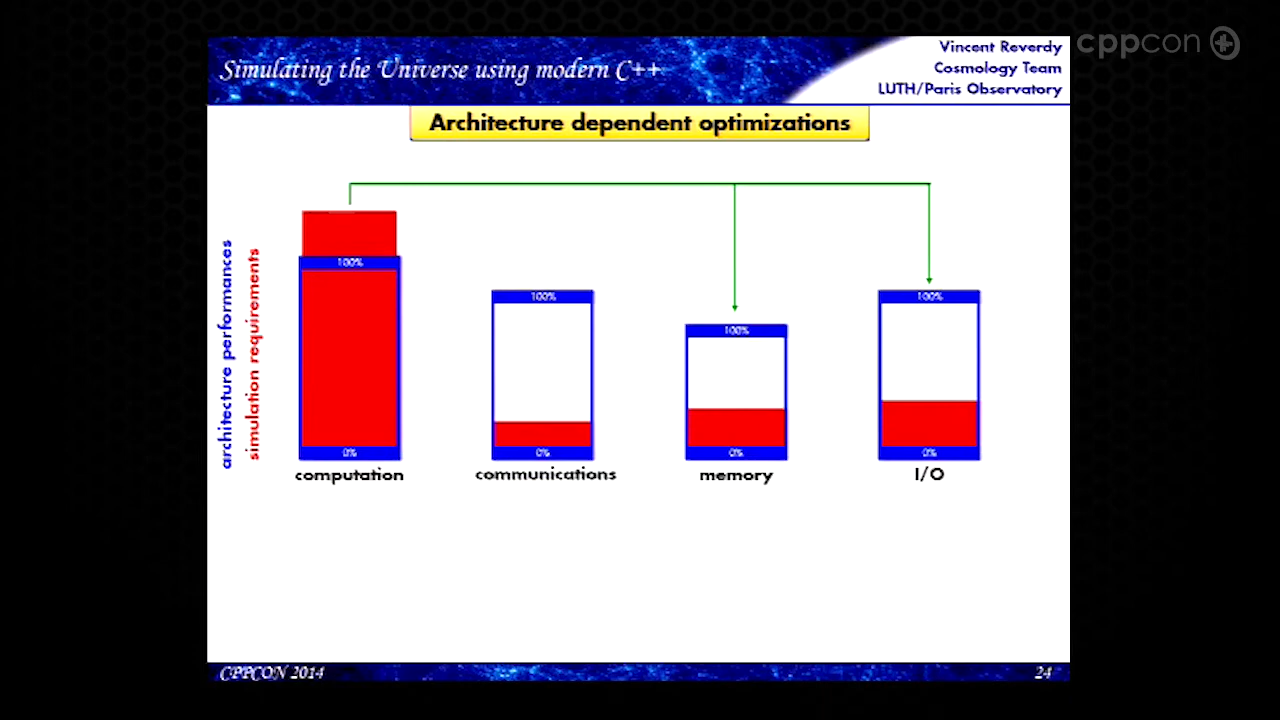 Simulating the Universe using modern C++
Vincent Reverdy
Cosmology Team
LUTH/Paris Observatory
cppcon
Architecture dependent optimizations
architecture performances
simulation requirements
100%
100%
100%
100%
0%
0%
0%
0%
computation
communications
memory
I/O
CPPCON 2014
24